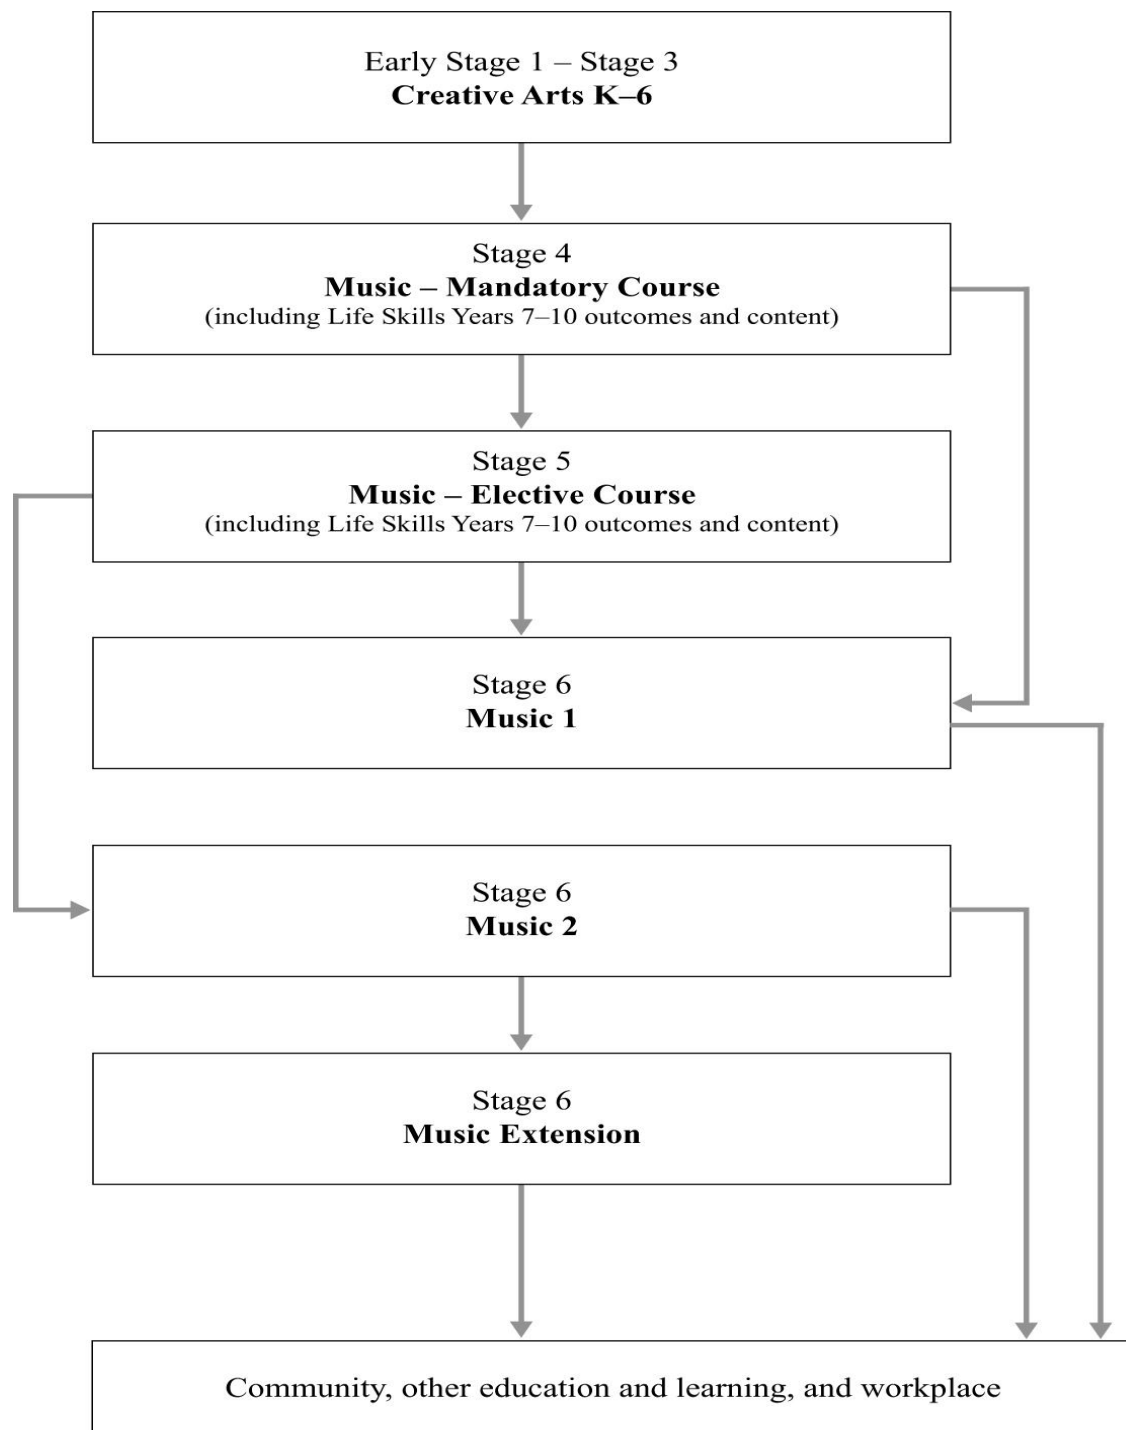 Early Stage 1 – Stage 3
Creative Arts K–6
Stage 4
Music – Mandatory Course
(including Life Skills Years 7–10 outcomes and content)
Stage 5
Music – Elective Course
(including Life Skills Years 7–10 outcomes and content)
Stage 6
Music 1
Stage 6
Music 2
Stage 6
Music Extension
Community, other education and learning, and workplace